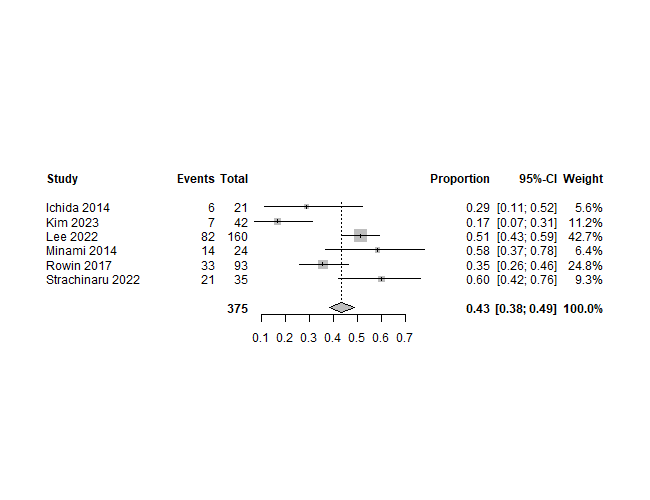 Study Events Total Proportion 95%-CI Weight
Ichida 2014 6 21 0.29 [0.11; 0.52] 5.6%
Kim 2023 7 42 0.17 [0.07; 0.31] 11.2%
Lee 2022 82 160 0.51 [0.43; 0.59] 42.7%
Minami 2014 14 24 0.58 [0.37; 0.78] 6.4%
Rowin 2017 33 93 0.35 [0.26; 0.46] 24.8%
Strachinaru 2022 21 35 0.60 [0.42; 0.76] 9.3%
375 0.43 [0.38; 0.49] 100.0%
0.1 0.2 0.3 0.4 0.5 0.6 0.7